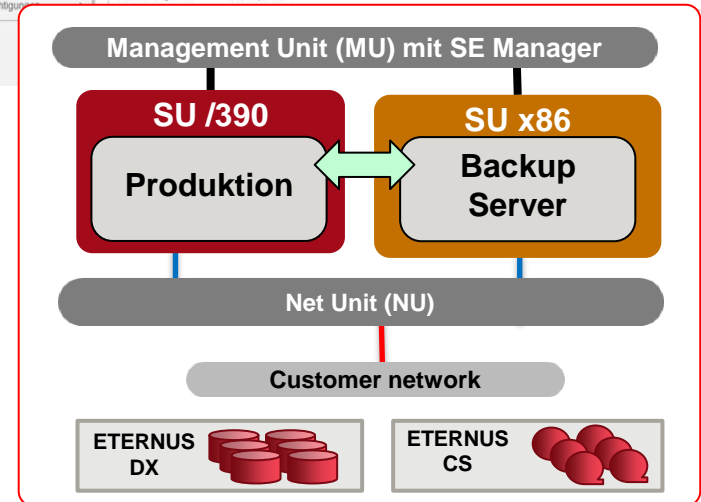 Management Unit (MU) mit SE Manager
SU /390
SU x86
Produktion
Backup
Server
Net Unit (NU)
Customer network
ETERNUS
DX
ETERNUS
CS